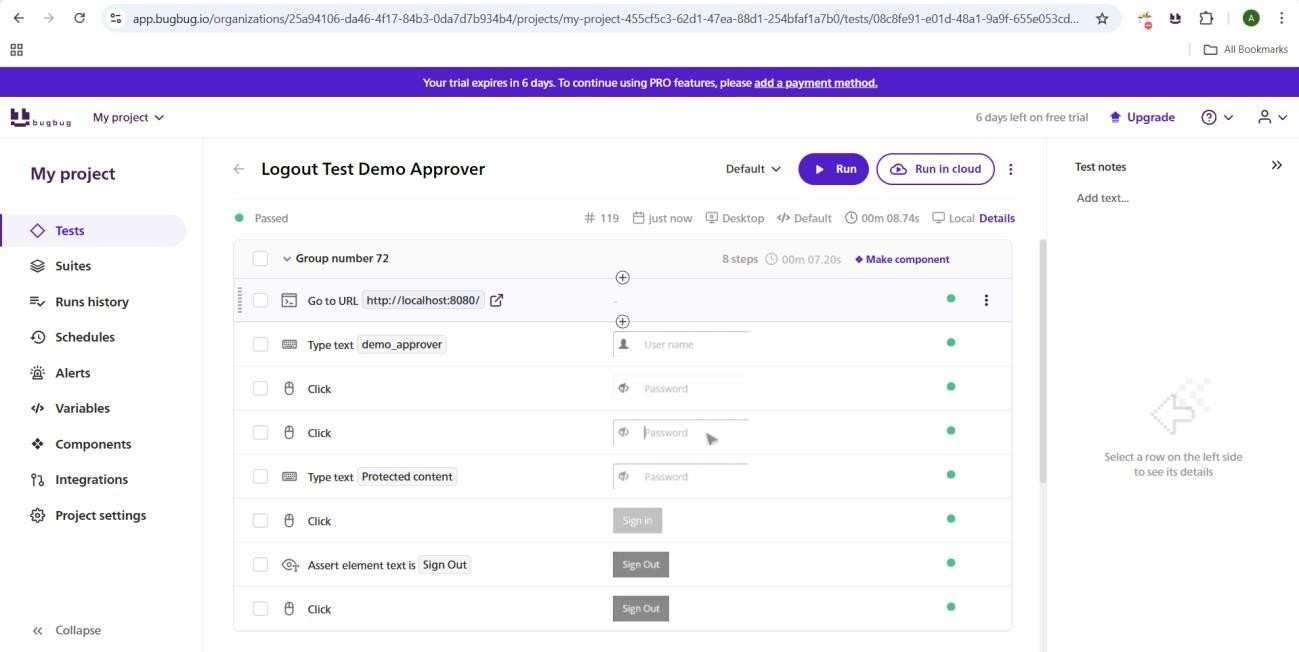 app.bugbug.io/organizations/25a94106-da46-4f17-84b3-0da7d7b934b4/projects/my-project-455cf5c3-62d1-47ea-88d1-254bfaf1a7b0/tests/08c8fe91-e01d-48a1-9a9f-655e053cd...
A
All Bookmarks
Your trial expires in 6 days. To continue using PRO features, please add a payment method.
bugbug
My project
6 days left on free trial
Upgrade
My project
Tests
Suites
Runs history
Schedules
Alerts
Variables
Components
Integrations
Project settings
Collapse
Logout Test Demo Approver
Default
Run
Run in cloud
Passed
# 119 just now Desktop Default 00m 08.74s Local Details
Group number 72 8 steps 00m 07.20s Make component
Go to URL http://localhost:8080/ -
Type text demo_approver User name
Click Password
Click Password
Type text Protected content Password
Click Sign in
Assert element text is Sign Out Sign Out
Click Sign Out
Test notes
Add text...
Select a row on the left side
to see its details